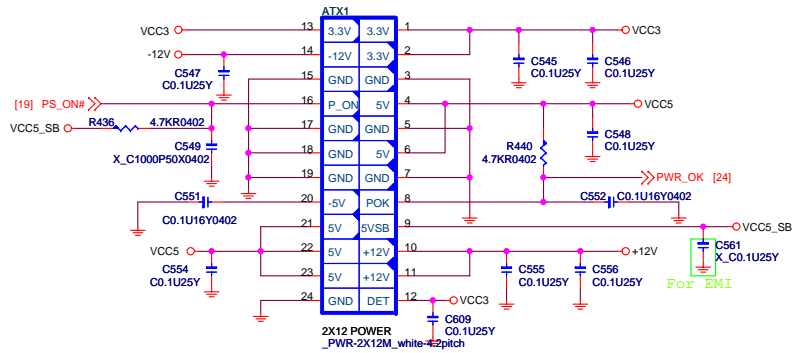 ATX1
VCC3 13 3.3V 3.3V 1 VCC3
-12V 14 -12V 3.3V 2
C547
C0.1U25Y
C545
C0.1U25Y
C546
C0.1U25Y
15 GND GND 3
[19] PS_ON# 16 P_ON 5V 4 VCC5
VCC5_SB R436 4.7KR0402 17 GND GND 5
C549
X_C1000P50X0402
R440
4.7KR0402
C548
C0.1U25Y
18 GND 5V 6
19 GND GND 7
PWR_OK [24]
C551
C0.1U16Y0402
20 -5V POK 8
C552 C0.1U16Y0402
21 5V 5VSB 9 VCC5_SB
VCC5 22 5V +12V 10 +12V
C554
C0.1U25Y
23 5V +12V 11
C555
C0.1U25Y
C556
C0.1U25Y
C561
X_C0.1U25Y
For EMI
24 GND DET 12 VCC3
C609
C0.1U25Y
2X12 POWER
_PWR-2X12M_white-4.2pitch